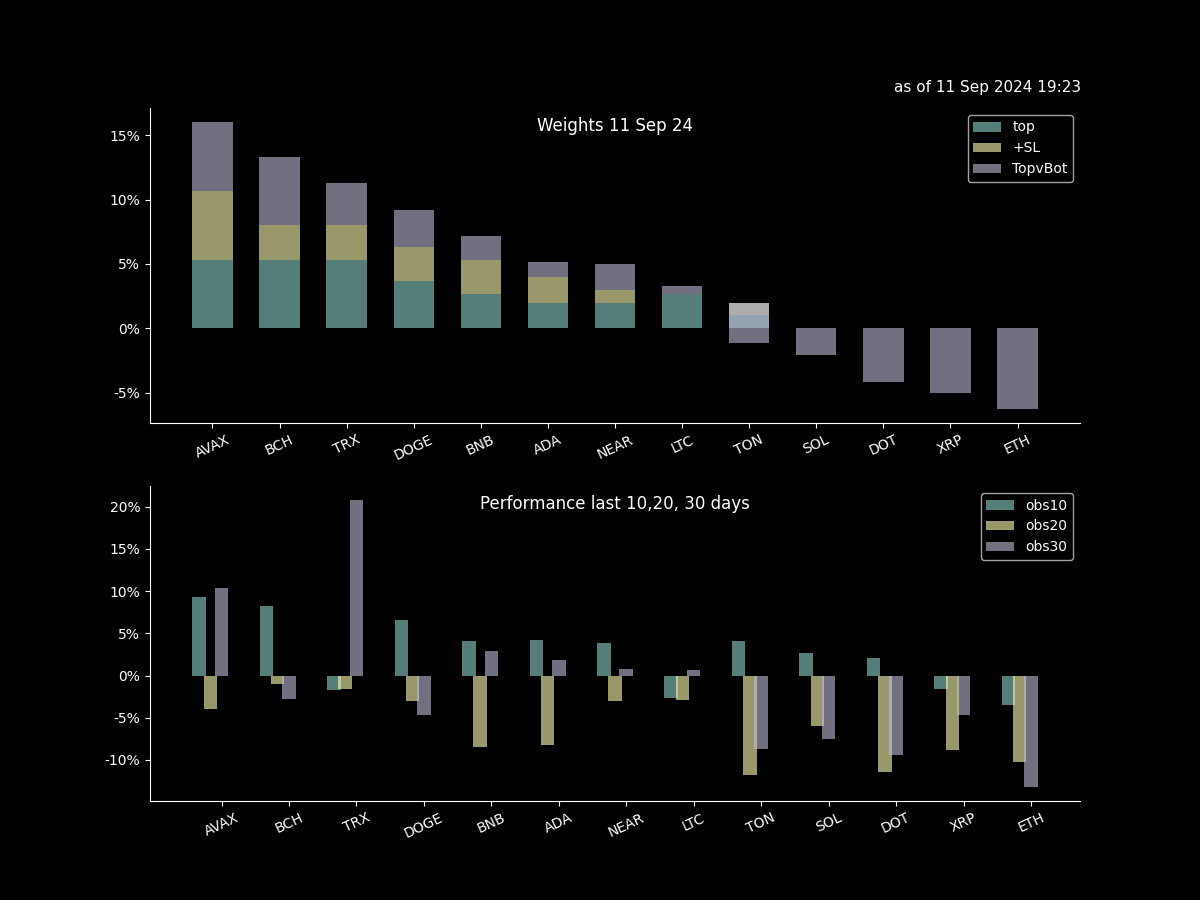 as of 11 Sep 2024 19:23
Weights 11 Sep 24
top
+SL
TopvBot
15%
10%
5%
0%
-5%
AVAX BCH TRX DOGE BNB ADA NEAR LTC TON SOL DOT XRP ETH
Performance last 10,20, 30 days
obs10
obs20
obs30
20%
15%
10%
5%
0%
-5%
-10%
AVAX BCH TRX DOGE BNB ADA NEAR LTC TON SOL DOT XRP ETH